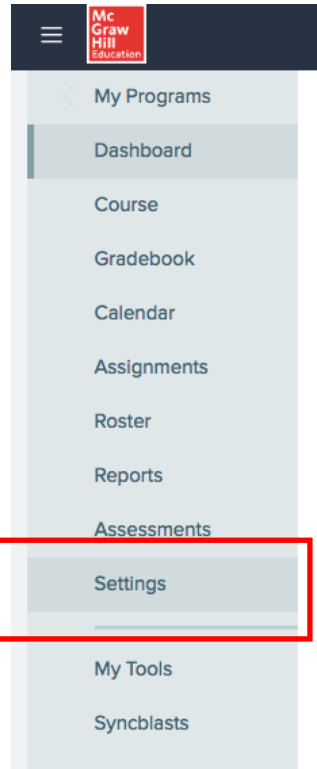 Mc
Graw
Hill
Education
My Programs
Dashboard
Course
Gradebook
Calendar
Assignments
Roster
Reports
Assessments
Settings
My Tools
Syncblasts